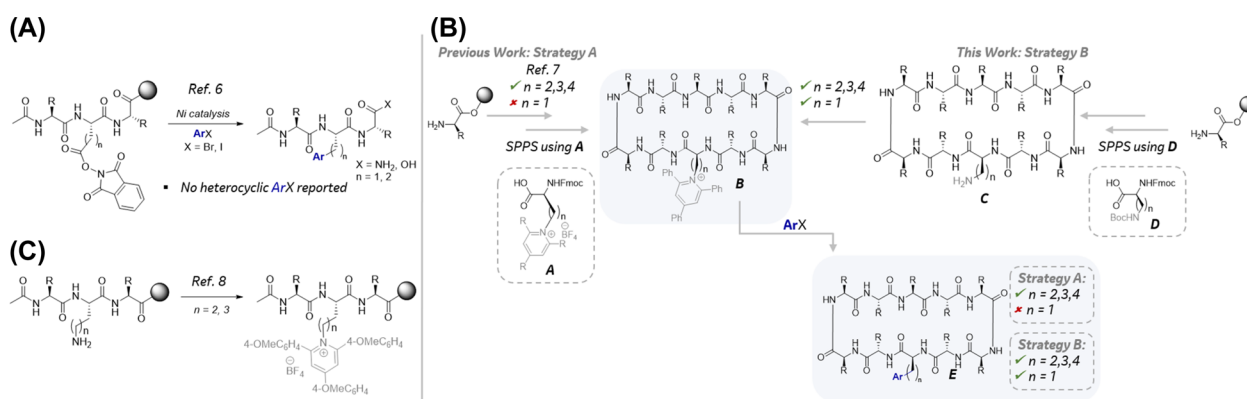 (A)
Ref. 6
Ni catalysis
ArX
X = Br, I
X = NH₂, OH
n = 1, 2
▪ No heterocyclic ArX reported
(B)
Previous Work: Strategy A
Ref. 7
✓ n = 2,3,4
✗ n = 1
SPPS using A
A
B
✓ n = 2,3,4
✓ n = 1
This Work: Strategy B
C
SPPS using D
D
ArX
E
Strategy A:
✓ n = 2,3,4
✗ n = 1
Strategy B:
✓ n = 2,3,4
✓ n = 1
(C)
Ref. 8
n = 2, 3
NH₂
4-OMeC6H4
4-OMeC6H4
BF₄
4-OMeC6H4